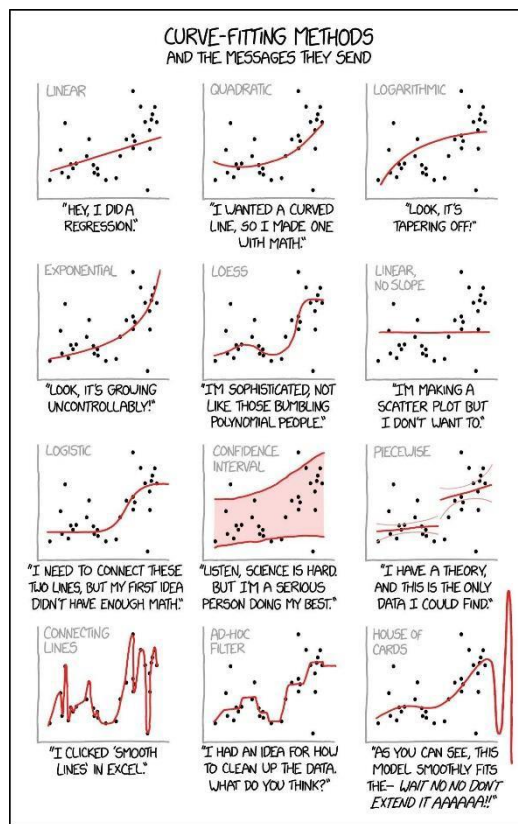 CURVE-FITTING METHODS
AND THE MESSAGES THEY SEND
LINEAR
"HEY, I DID A
REGRESSION."
QUADRATIC
"I WANTED A CURVED
LINE, SO I MADE ONE
WITH MATH."
LOGARITHMIC
"LOOK, IT'S
TAPERING OFF!"
EXPONENTIAL
"LOOK, IT'S GROWING
UNCONTROLLABLY!"
LOESS
"I'M SOPHISTICATED, NOT
LIKE THOSE BUMBLING
POLYNOMIAL PEOPLE."
LINEAR,
NO SLOPE
"I'M MAKING A
SCATTER PLOT BUT
I DON'T WANT TO."
LOGISTIC
"I NEED TO CONNECT THESE
TWO LINES, BUT MY FIRST IDEA
DIDN'T HAVE ENOUGH MATH."
CONFIDENCE
INTERVAL
"LISTEN, SCIENCE IS HARD.
BUT I'M A SERIOUS
PERSON DOING MY BEST."
PIECEWISE
"I HAVE A THEORY,
AND THIS IS THE ONLY
DATA I COULD FIND."
CONNECTING
LINES
"I CLICKED 'SMOOTH
LINES' IN EXCEL."
AD-HOC
FILTER
"I HAD AN IDEA FOR HOW
TO CLEAN UP THE DATA.
WHAT DO YOU THINK?"
HOUSE OF
CARDS
"AS YOU CAN SEE, THIS
MODEL SMOOTHLY FITS
THE- WAIT NO NO DON'T
EXTEND IT AAAAAA!!"